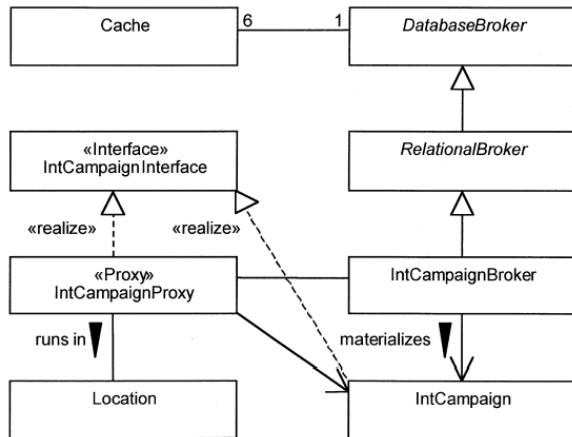 Cache
6
1
DatabaseBroker
«Interface»
IntCampaignInterface
RelationalBroker
«realize»
«realize»
«Proxy»
IntCampaignProxy
IntCampaignBroker
runs in
materializes
Location
IntCampaign